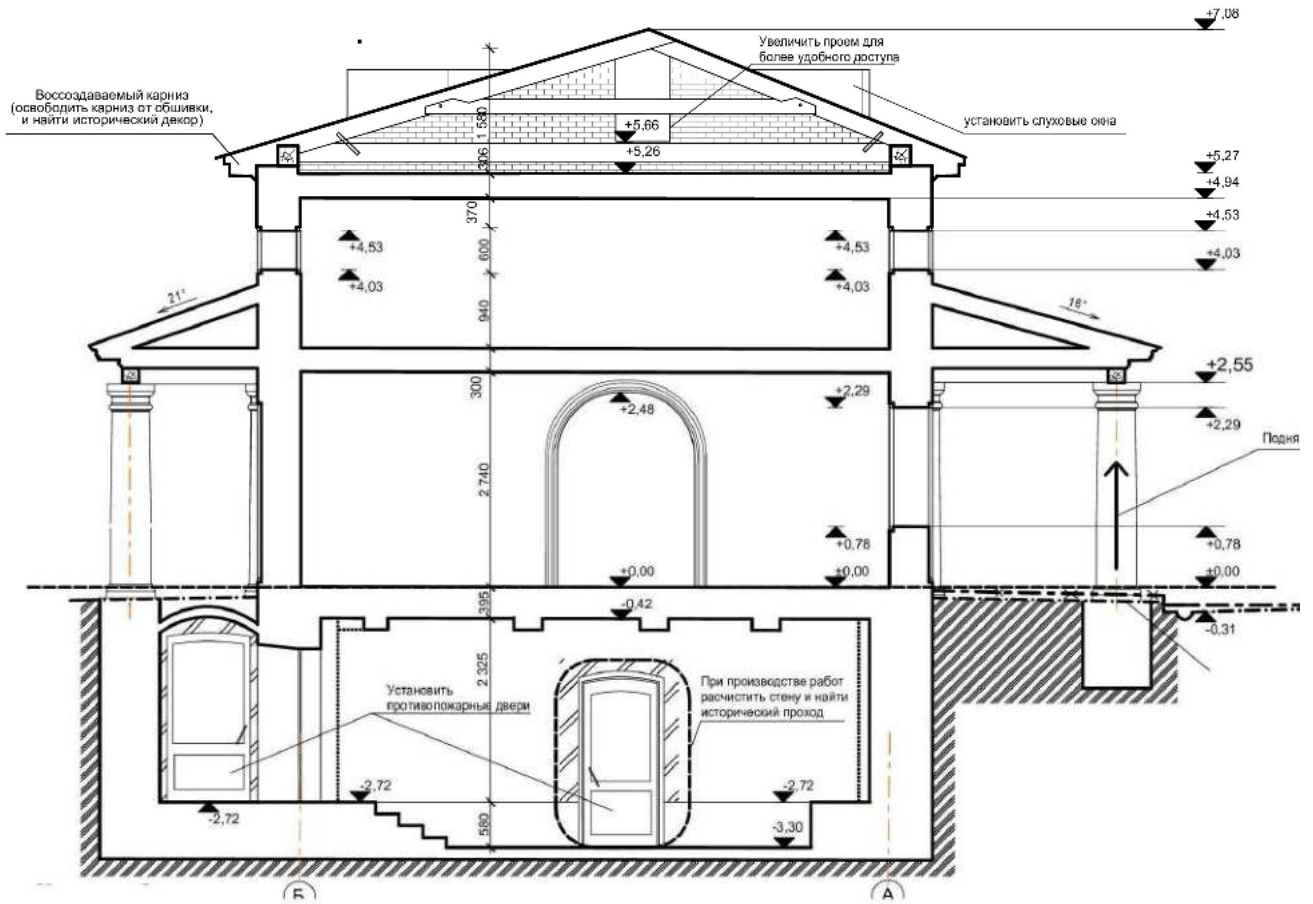 +7,08
Увеличить проем для
более удобного доступа
Воссоздаваемый карниз
(освободить карниз от обшивки,
и найти исторический декор)
установить слуховые окна
1 580
+5,66
306
+5,26
+5,27
+4,94
370
+4,53
+4,53
+4,53
600
+4,03
+4,03
+4,03
21°
940
+2,55
300
+2,29
+2,48
+2,29
Подня
2 740
+0,78
+0,78
+0,00
+0,00
+0,00
395
-0,42
-0,31
2 325
Установить
противопожарные двери
При производстве работ
расчистить стену и найти
исторический проход
-2,72
-2,72
-2,72
580
-3,30
Б
А